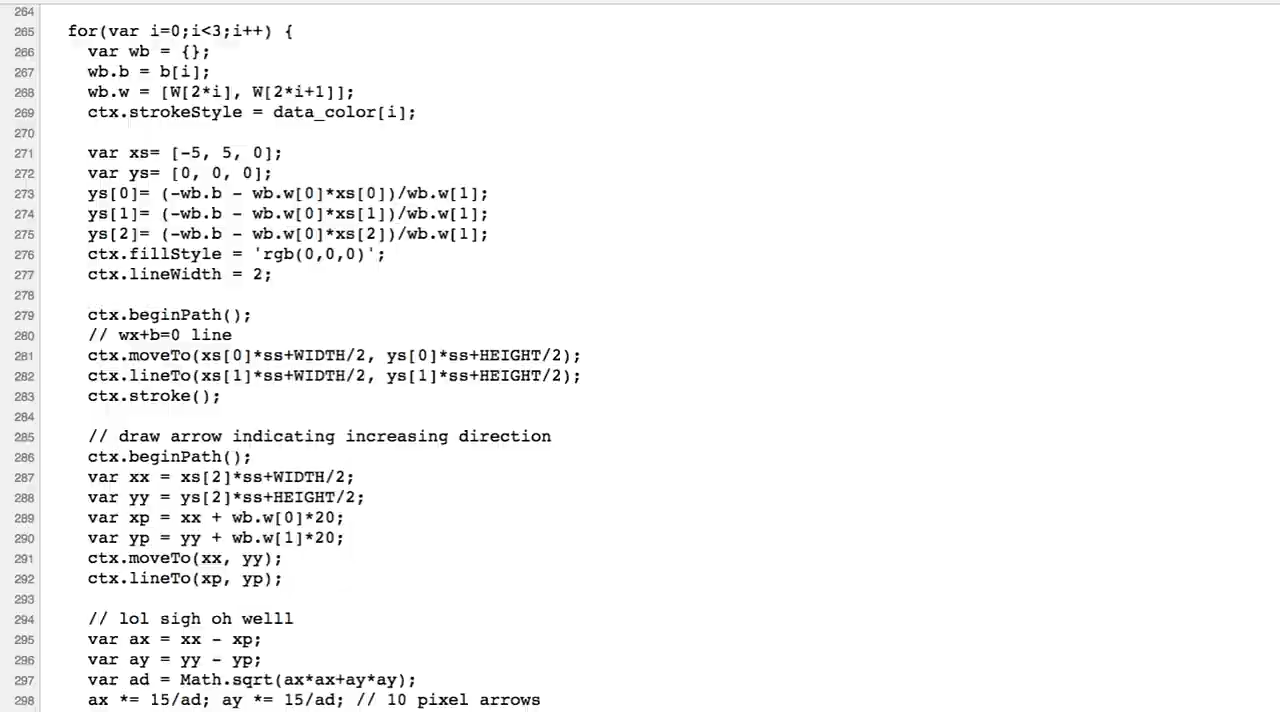 264
265 for(var i=0;i<3;i++) {
266 var wb = {};
267 wb.b = b[i];
268 wb.w = [W[2*i], W[2*i+1]];
269 ctx.strokeStyle = data_color[i];
270
271 var xs= [-5, 5, 0];
272 var ys= [0, 0, 0];
273 ys[0]= (-wb.b - wb.w[0]*xs[0])/wb.w[1];
274 ys[1]= (-wb.b - wb.w[0]*xs[1])/wb.w[1];
275 ys[2]= (-wb.b - wb.w[0]*xs[2])/wb.w[1];
276 ctx.fillStyle = 'rgb(0,0,0)';
277 ctx.lineWidth = 2;
278
279 ctx.beginPath();
280 // wx+b=0 line
281 ctx.moveTo(xs[0]*ss+WIDTH/2, ys[0]*ss+HEIGHT/2);
282 ctx.lineTo(xs[1]*ss+WIDTH/2, ys[1]*ss+HEIGHT/2);
283 ctx.stroke();
284
285 // draw arrow indicating increasing direction
286 ctx.beginPath();
287 var xx = xs[2]*ss+WIDTH/2;
288 var yy = ys[2]*ss+HEIGHT/2;
289 var xp = xx + wb.w[0]*20;
290 var yp = yy + wb.w[1]*20;
291 ctx.moveTo(xx, yy);
292 ctx.lineTo(xp, yp);
293
294 // lol sigh oh welll
295 var ax = xx - xp;
296 var ay = yy - yp;
297 var ad = Math.sqrt(ax*ax+ay*ay);
298 ax *= 15/ad; ay *= 15/ad; // 10 pixel arrows